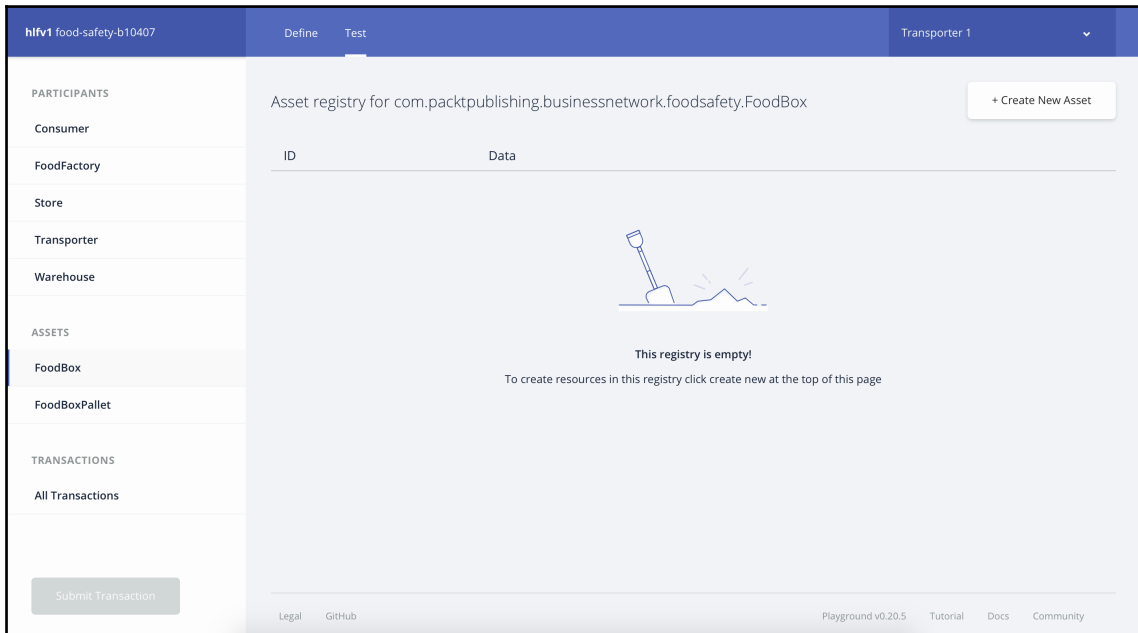 hlfv1 food-safety-b10407
Define
Test
Transporter 1
PARTICIPANTS
Consumer
FoodFactory
Store
Transporter
Warehouse
ASSETS
FoodBox
FoodBoxPallet
TRANSACTIONS
All Transactions
Submit Transaction
Asset registry for com.packtpublishing.businessnetwork.foodsafety.FoodBox
+ Create New Asset
ID
Data
This registry is empty!
To create resources in this registry click create new at the top of this page
Legal
GitHub
Playground v0.20.5
Tutorial
Docs
Community